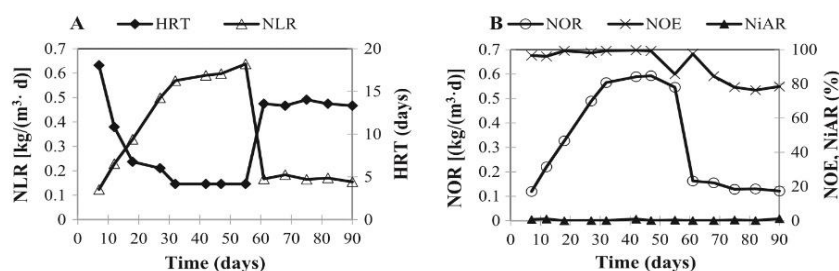 A HRT NLR
0.7
0.6
0.5
0.4
0.3
0.2
0.1
0
20
15
10
5
0
NLR [kg/(m³·d)]
HRT (days)
0 10 20 30 40 50 60 70 80 90
Time (days)
B NOR NOE NiAR
0.7
0.6
0.5
0.4
0.3
0.2
0.1
0
100
80
60
40
20
0
NOR [(kg/(m³·d)]
NOE, NiAR (%)
0 10 20 30 40 50 60 70 80 90
Time (days)